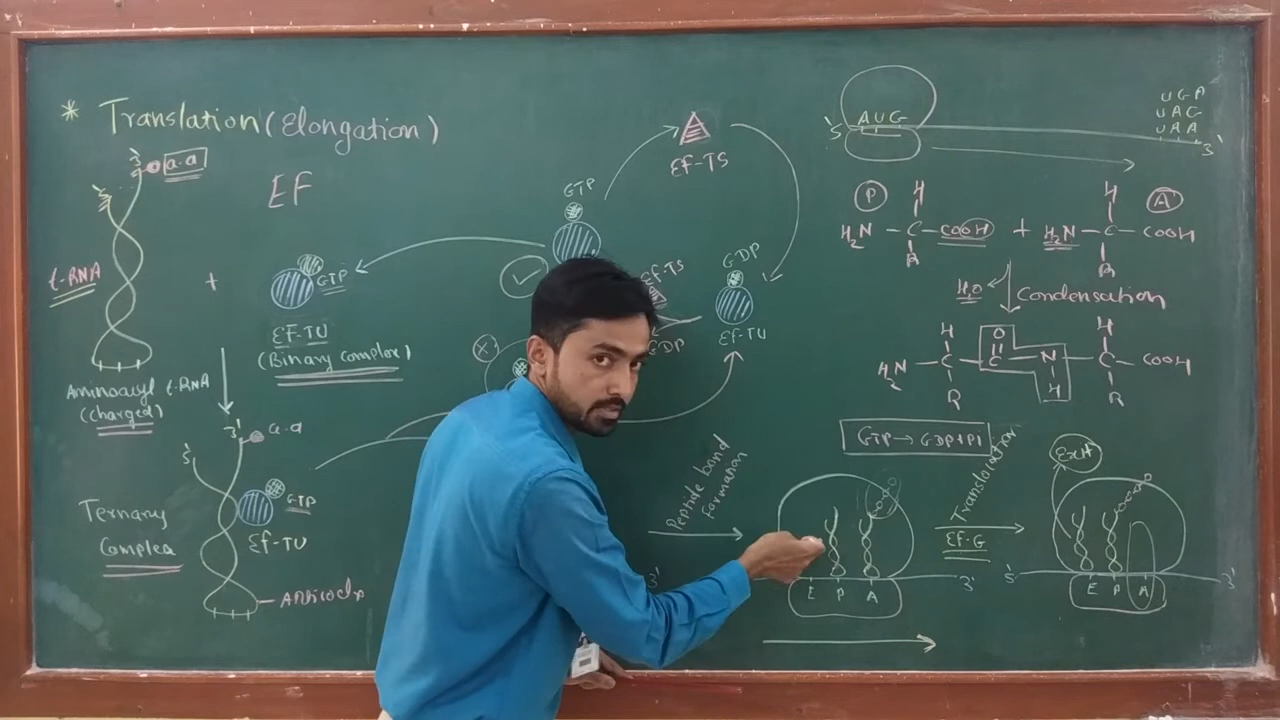 * Translation (Elongation)
3'
a.a
5'
EF
t-RNA
+
GTP
EF-TU
(Binary Complex)
Aminoacyl t-RNA
(Charged)
3'
a.a
5'
GTP
EF-TU
Ternary
Complex
GTP
EF-TS
GDP
EF-TU
EF-TS
GDP
X
5' AUG
UGA
UAG
UAA
3'
P
A
H H
H₂N - C - COOH + H₂N - C - COOH
R R
H₂O
Condensation
H O H
H₂N - C - C - N - C - COOH
R H R
GTP → GDP+Pi
Peptide bond
formation
3'
E P A
3'
Translocation
EF-G
Exit
5'
E P A
3'